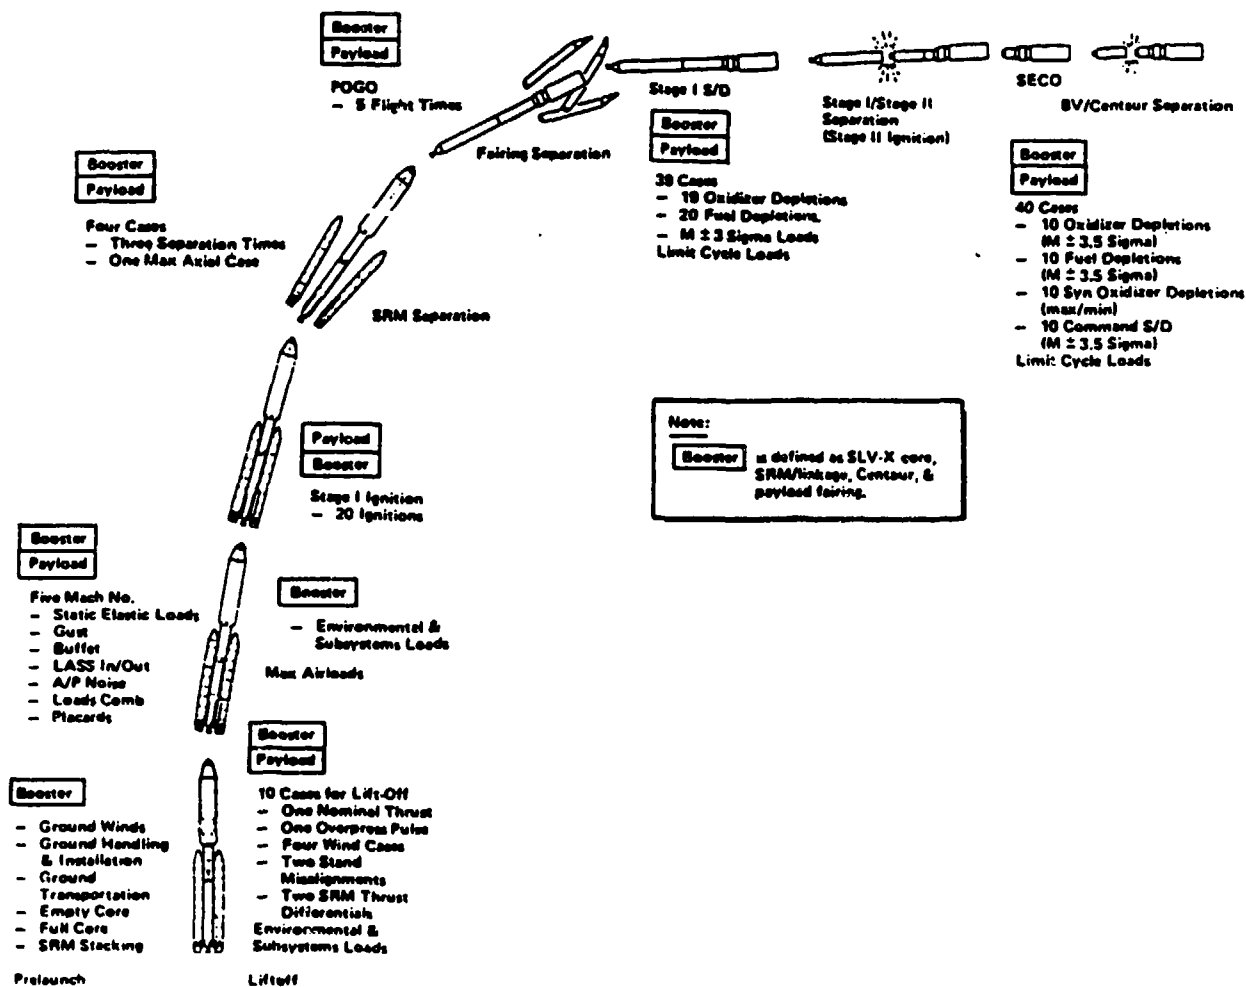 Booster
Payload
POGO
– 5 Flight Times
Fairing Separation
Stage I S/D
Booster
Payload
39 Cases
– 19 Oxidizer Depletions
– 20 Fuel Depletions.
– M ± 3 Sigma Loads
Limit Cycle Loads
Stage I/Stage II
Separation
(Stage II Ignition)
SECO
BV/Centaur Separation
Booster
Payload
40 Cases
– 10 Oxidizer Depletions
(M ± 3.5 Sigma)
– 10 Fuel Depletions
(M ± 3.5 Sigma)
– 10 Syn Oxidizer Depletions
(max/min)
– 10 Command S/D
(M ± 3.5 Sigma)
Limit Cycle Loads
Booster
Payload
Four Cases
– Three Separation Times
– One Max Axial Case
SRM Separation
Payload
Booster
Stage I Ignition
– 20 Ignitions
Note:
Booster is defined as SLV-X core,
SRM/linkage, Centaur, &
payload fairing.
Booster
Payload
Five Mach No.
– Static Elastic Loads
– Gust
– Buffet
– LASS In/Out
– A/P Noise
– Loads Comb
– Placards
Booster
– Environmental &
Subsystems Loads
Max Airloads
Booster
– Ground Winds
– Ground Handling
& Installation
– Ground
Transportation
– Empty Core
– Full Core
– SRM Stacking
Prelaunch
Booster
Payload
10 Cases for Lift-Off
– One Nominal Thrust
– One Overpress Pulse
– Four Wind Cases
– Two Stand
Misalignments
– Two SRM Thrust
Differentials
Environmental &
Subsystems Loads
Liftoff